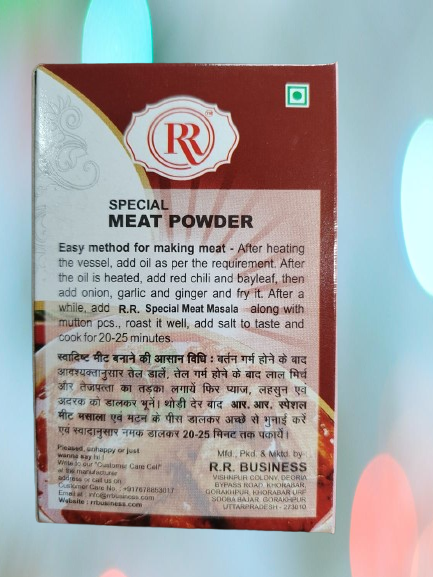 RR
SPECIAL
MEAT POWDER
Easy method for making meat - After heating
the vessel, add oil as per the requirement. After
the oil is heated, add red chili and bayleaf, then
add onion, garlic and ginger and fry it. After a
while, add R.R. Special Meat Masala along with
mutton pcs., roast it well, add salt to taste and
cook for 20-25 minutes.
स्वादिष्ट मीट बनाने की आसान विधि : बर्तन गर्म होने के बाद
आवश्यक्तानुसार तेल डालें, तेल गर्म होने के बाद लाल मिर्च
और तेजपत्ता का तड़का लगायें फिर प्याज, लहसुन एवं
अदरक को डालकर भूनें। थोड़ी देर बाद आर. आर. स्पेशल
मीट मसाला एवं मटन के पीस डालकर अच्छे से भुनाई करें
एवं स्वादानुसार नमक डालकर 20-25 मिनट तक पकायें।
Pleased, unhappy or just
wanna say hi !
Write to our "Customer Care Cell"
at the manufacturer
address or call us on
Customer Care No. : +917678853017
Email at : info@rrbusiness.com
Website : rrbusiness.com
Mfd., Pkd. & Mktd. by-
R.R. BUSINESS
VISHNPUR COLONY, DEORIA
BYPASS ROAD, KHORABAR,
GORAKHPUR, KHORABAR URF
SOOBA BAJAR, GORAKHPUR,
UTTARPRADESH - 273010